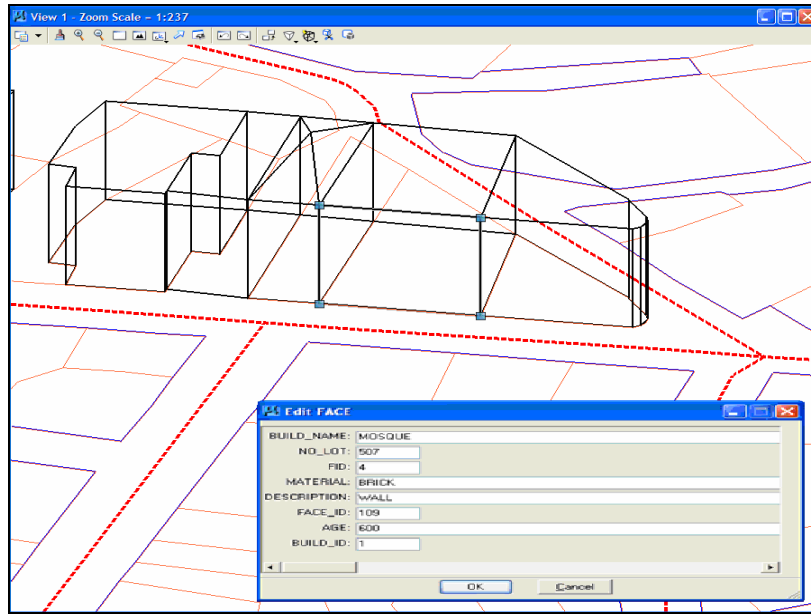 View 1 - Zoom Scale - 1:237
Edit FACE
BUILD_NAME: MOSQUE
NO_LOT: 507
FID: 4
MATERIAL: BRICK
DESCRIPTION: WALL
FACE_ID: 109
AGE: 600
BUILD_ID: 1
OK Cancel